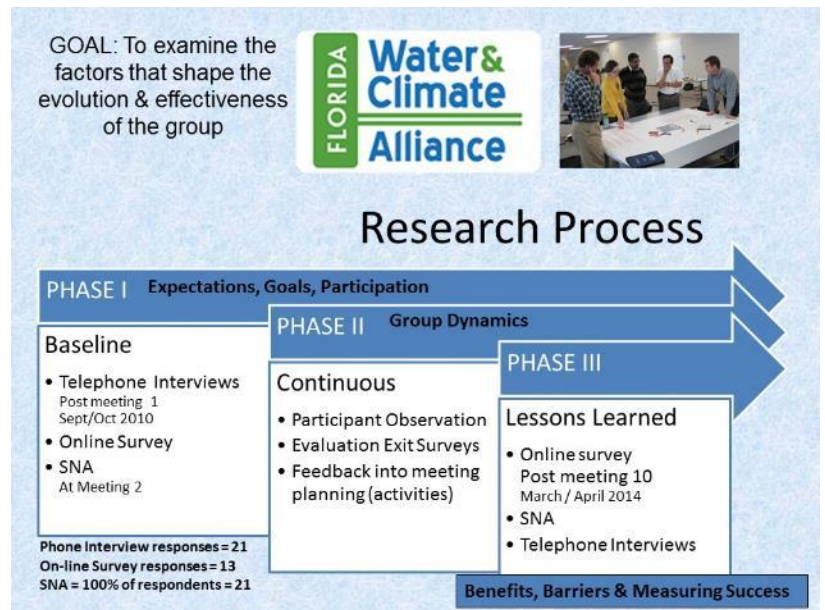 GOAL: To examine the
factors that shape the
evolution & effectiveness
of the group
FLORIDA
Water&
Climate
Alliance
Research Process
PHASE I Expectations, Goals, Participation
Baseline
• Telephone Interviews
Post meeting 1
Sept/Oct 2010
• Online Survey
• SNA
At Meeting 2
Phone Interview responses = 21
On-line Survey responses = 13
SNA = 100% of respondents = 21
PHASE II Group Dynamics
Continuous
• Participant Observation
• Evaluation Exit Surveys
• Feedback into meeting
planning (activities)
PHASE III
Lessons Learned
• Online survey
Post meeting 10
March / April 2014
• SNA
• Telephone Interviews
Benefits, Barriers & Measuring Success